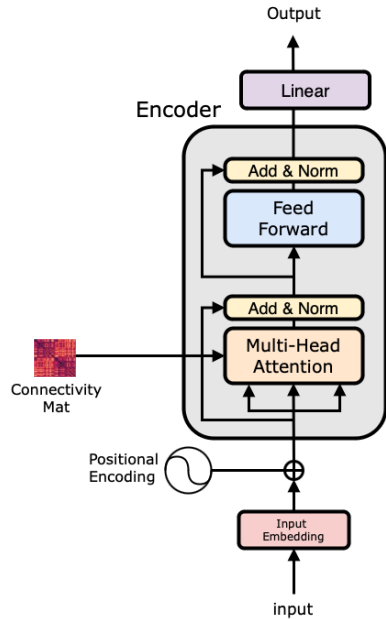 Output
Linear
Encoder
Add & Norm
Feed
Forward
Add & Norm
Multi-Head
Attention
Connectivity
Mat
Positional
Encoding
Input
Embedding
input